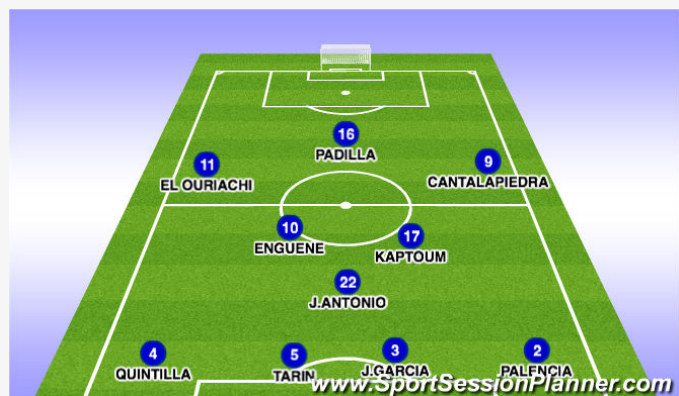 16
PADILLA
11
EL OURIACHI
9
CANTALAPIEDRA
10
ENGUENE
17
KAPTOUM
22
J.ANTONIO
4
QUINTILLA
5
TARIN
3
J.GARCIA
2
PALENCIA
www.SportSessionPlanner.com